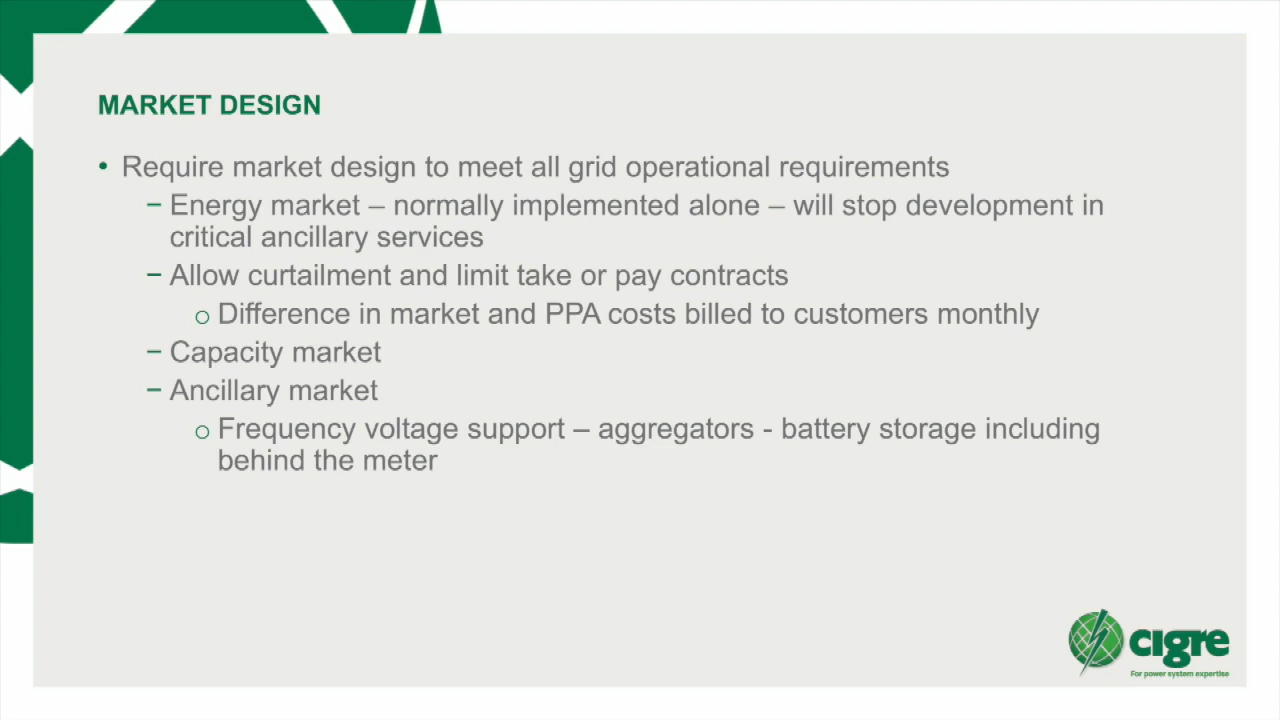 MARKET DESIGN
• Require market design to meet all grid operational requirements
− Energy market – normally implemented alone – will stop development in
critical ancillary services
− Allow curtailment and limit take or pay contracts
o Difference in market and PPA costs billed to customers monthly
− Capacity market
− Ancillary market
o Frequency voltage support – aggregators - battery storage including
behind the meter
cigre
For power system expertise